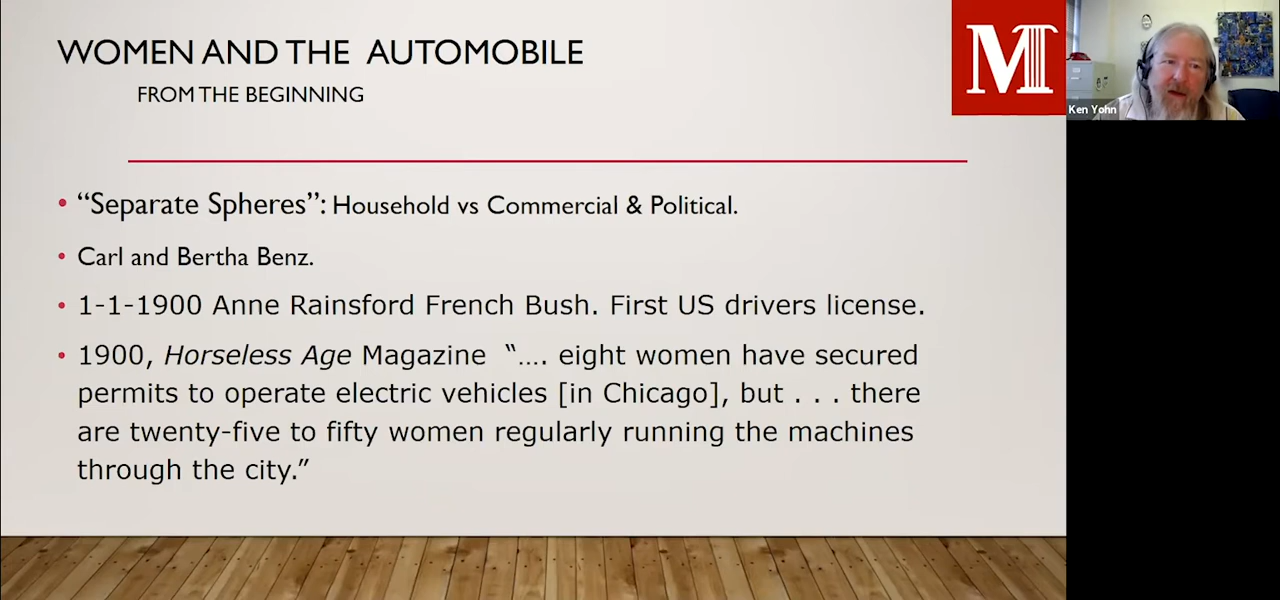 WOMEN AND THE AUTOMOBILE
FROM THE BEGINNING
M
Ken Yohn
• “Separate Spheres”: Household vs Commercial & Political.
• Carl and Bertha Benz.
• 1-1-1900 Anne Rainsford French Bush. First US drivers license.
• 1900, Horseless Age Magazine “…. eight women have secured
permits to operate electric vehicles [in Chicago], but . . . there
are twenty-five to fifty women regularly running the machines
through the city.”